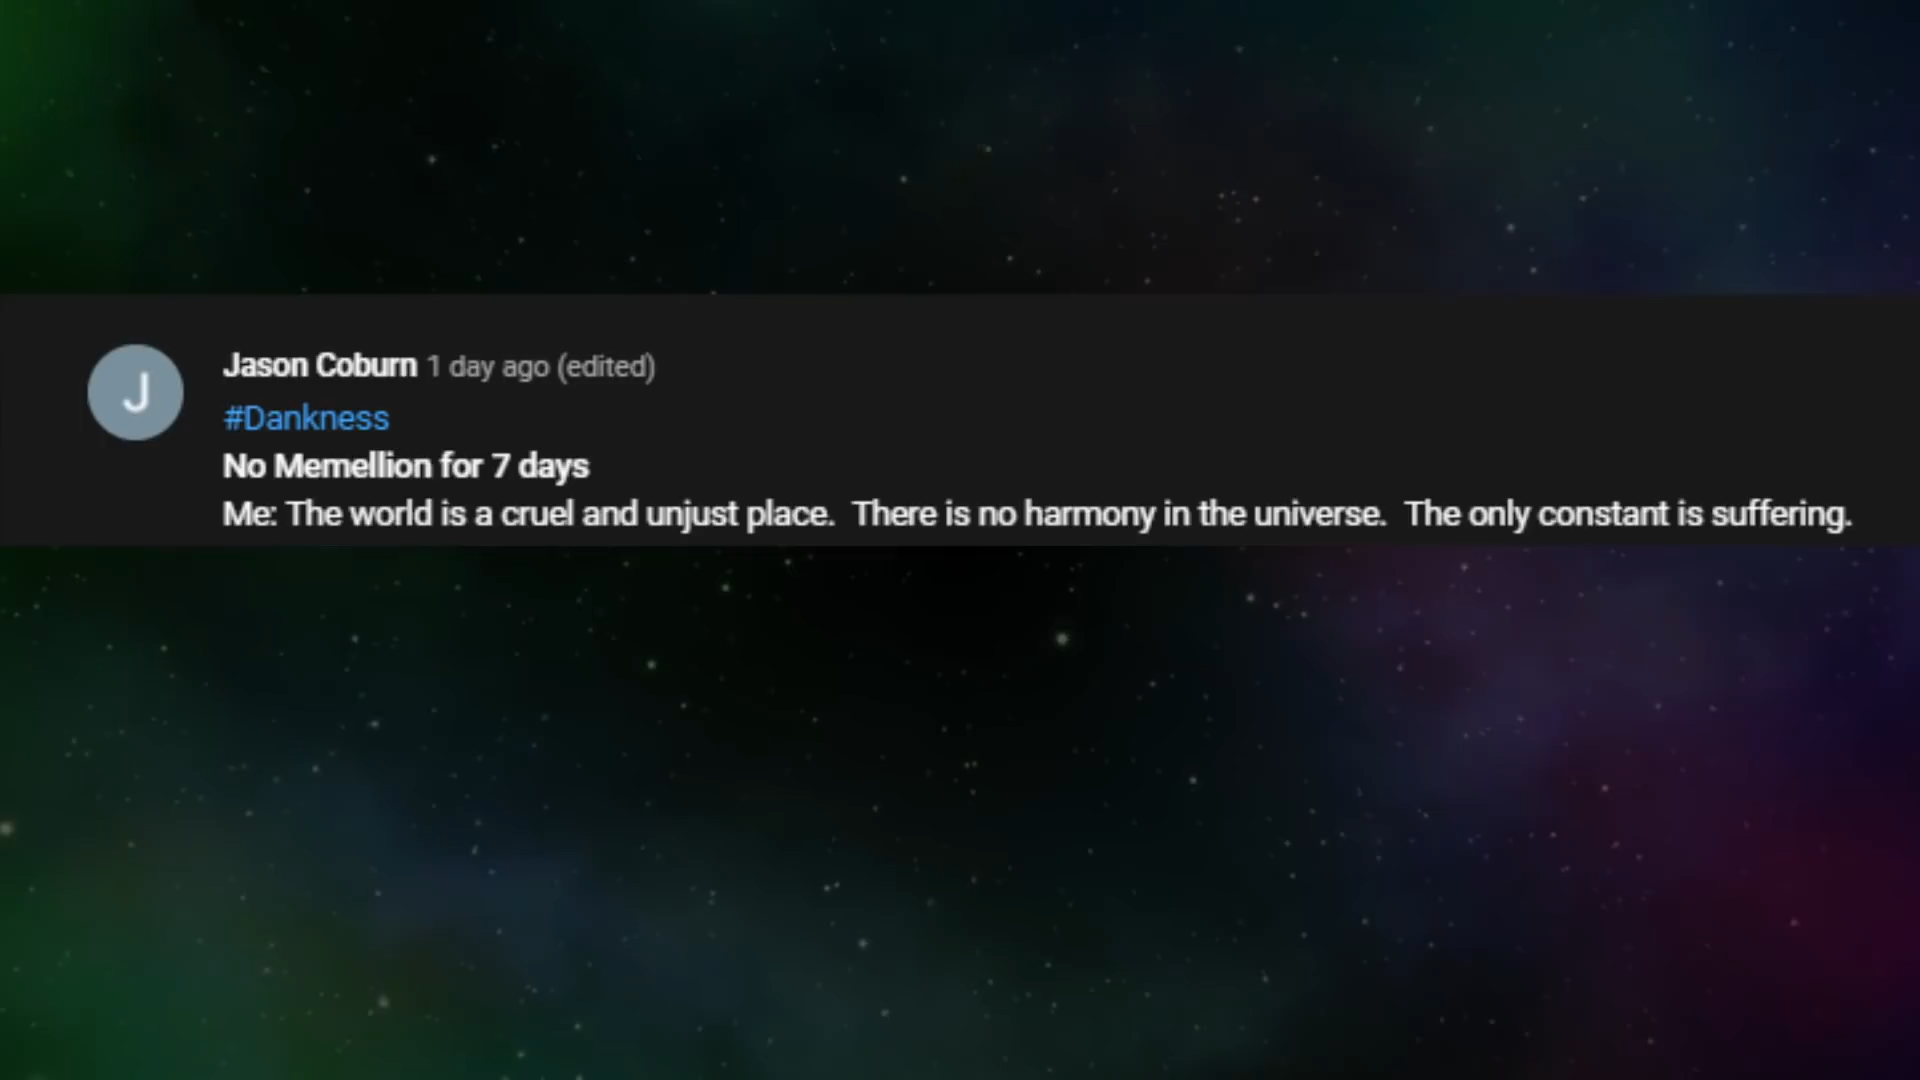 J
Jason Coburn 1 day ago (edited)
#Dankness
No Memellion for 7 days
Me: The world is a cruel and unjust place.  There is no harmony in the universe.  The only constant is suffering.